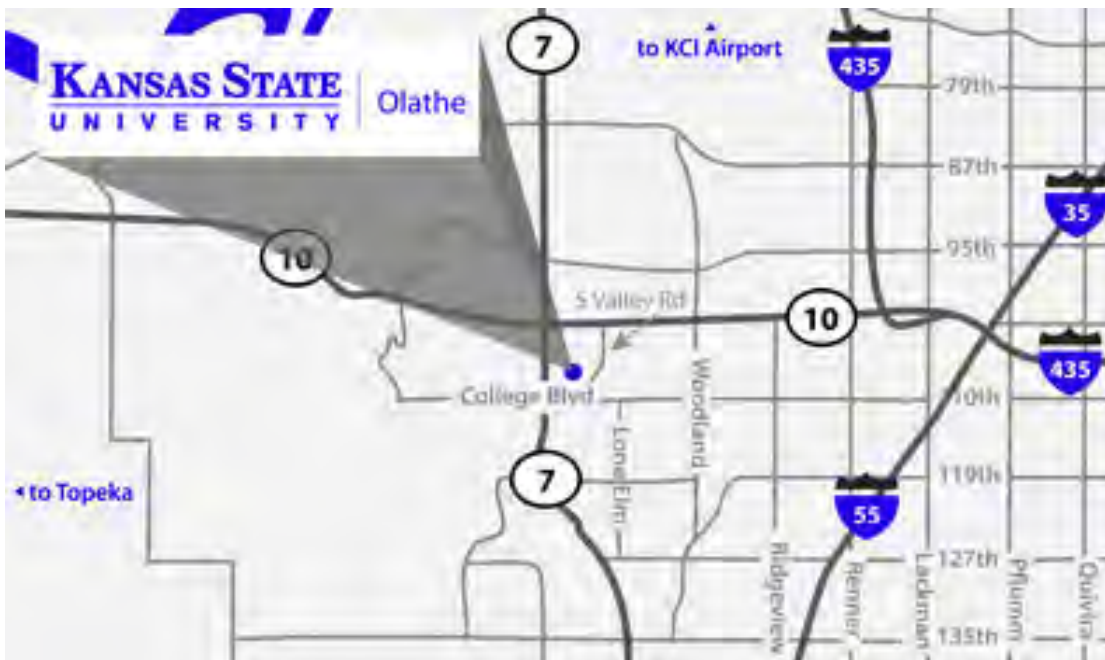 KANSAS STATE
UNIVERSITY
Olathe
7
to KCI Airport
435
79th
87th
35
95th
10
S Valley Rd
10
435
College Blvd
10th
Woodland
Lone Elm
7
119th
to Topeka
55
127th
Ridgeview
Renner
Lackman
Pflumm
Quivira
135th